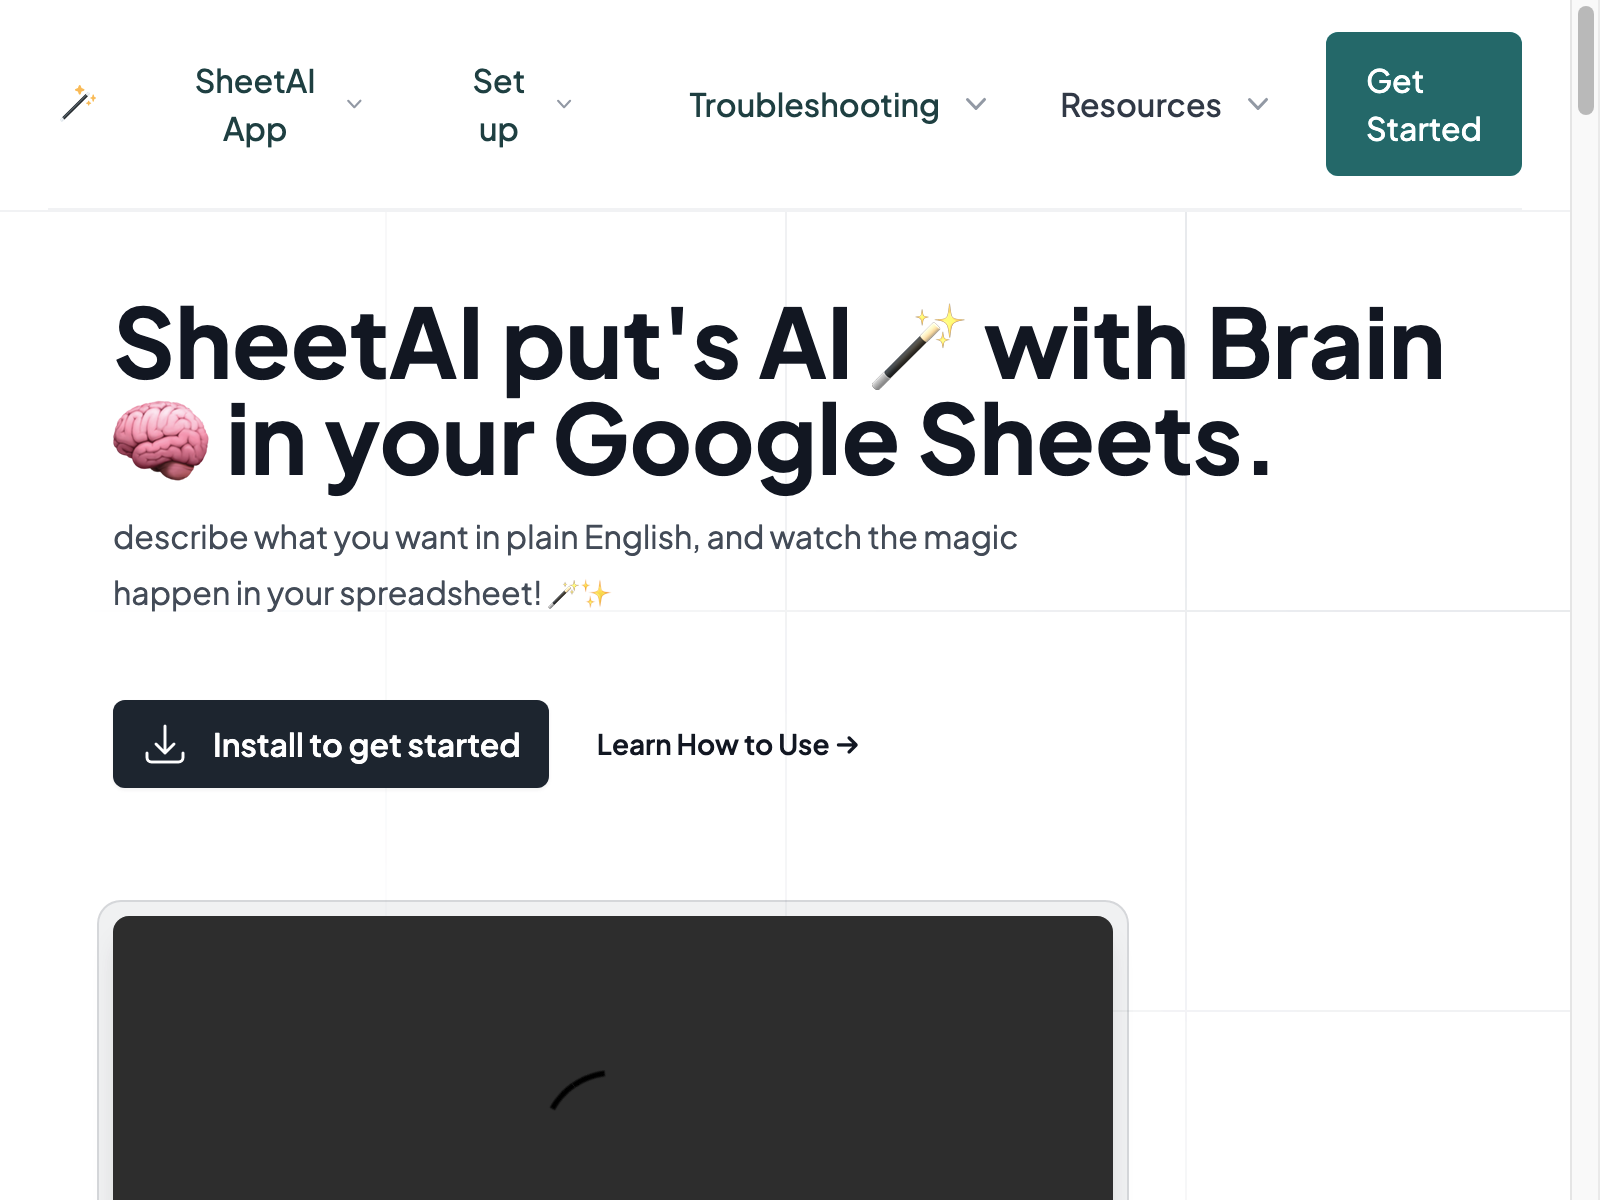 SheetAI
App
Set
up
Troubleshooting
Resources
Get
Started
SheetAI put's AI 🪄 with Brain
🧠 in your Google Sheets.
describe what you want in plain English, and watch the magic
happen in your spreadsheet! 🪄✨
Install to get started
Learn How to Use →